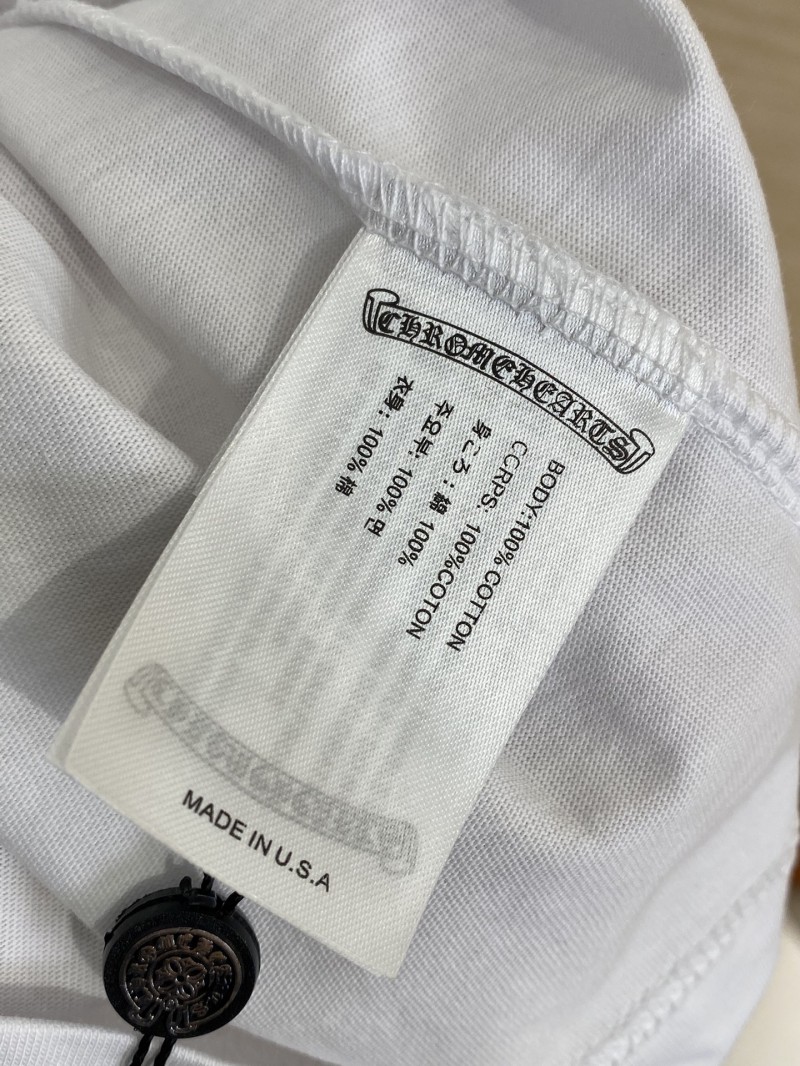 CHROMEHEARTS
BODY:100% COTTON
CCRPS: 100%COTON
身ごろ：綿 100%
주요부: 100% 면
衣身: 100% 棉
MADE IN U.S.A